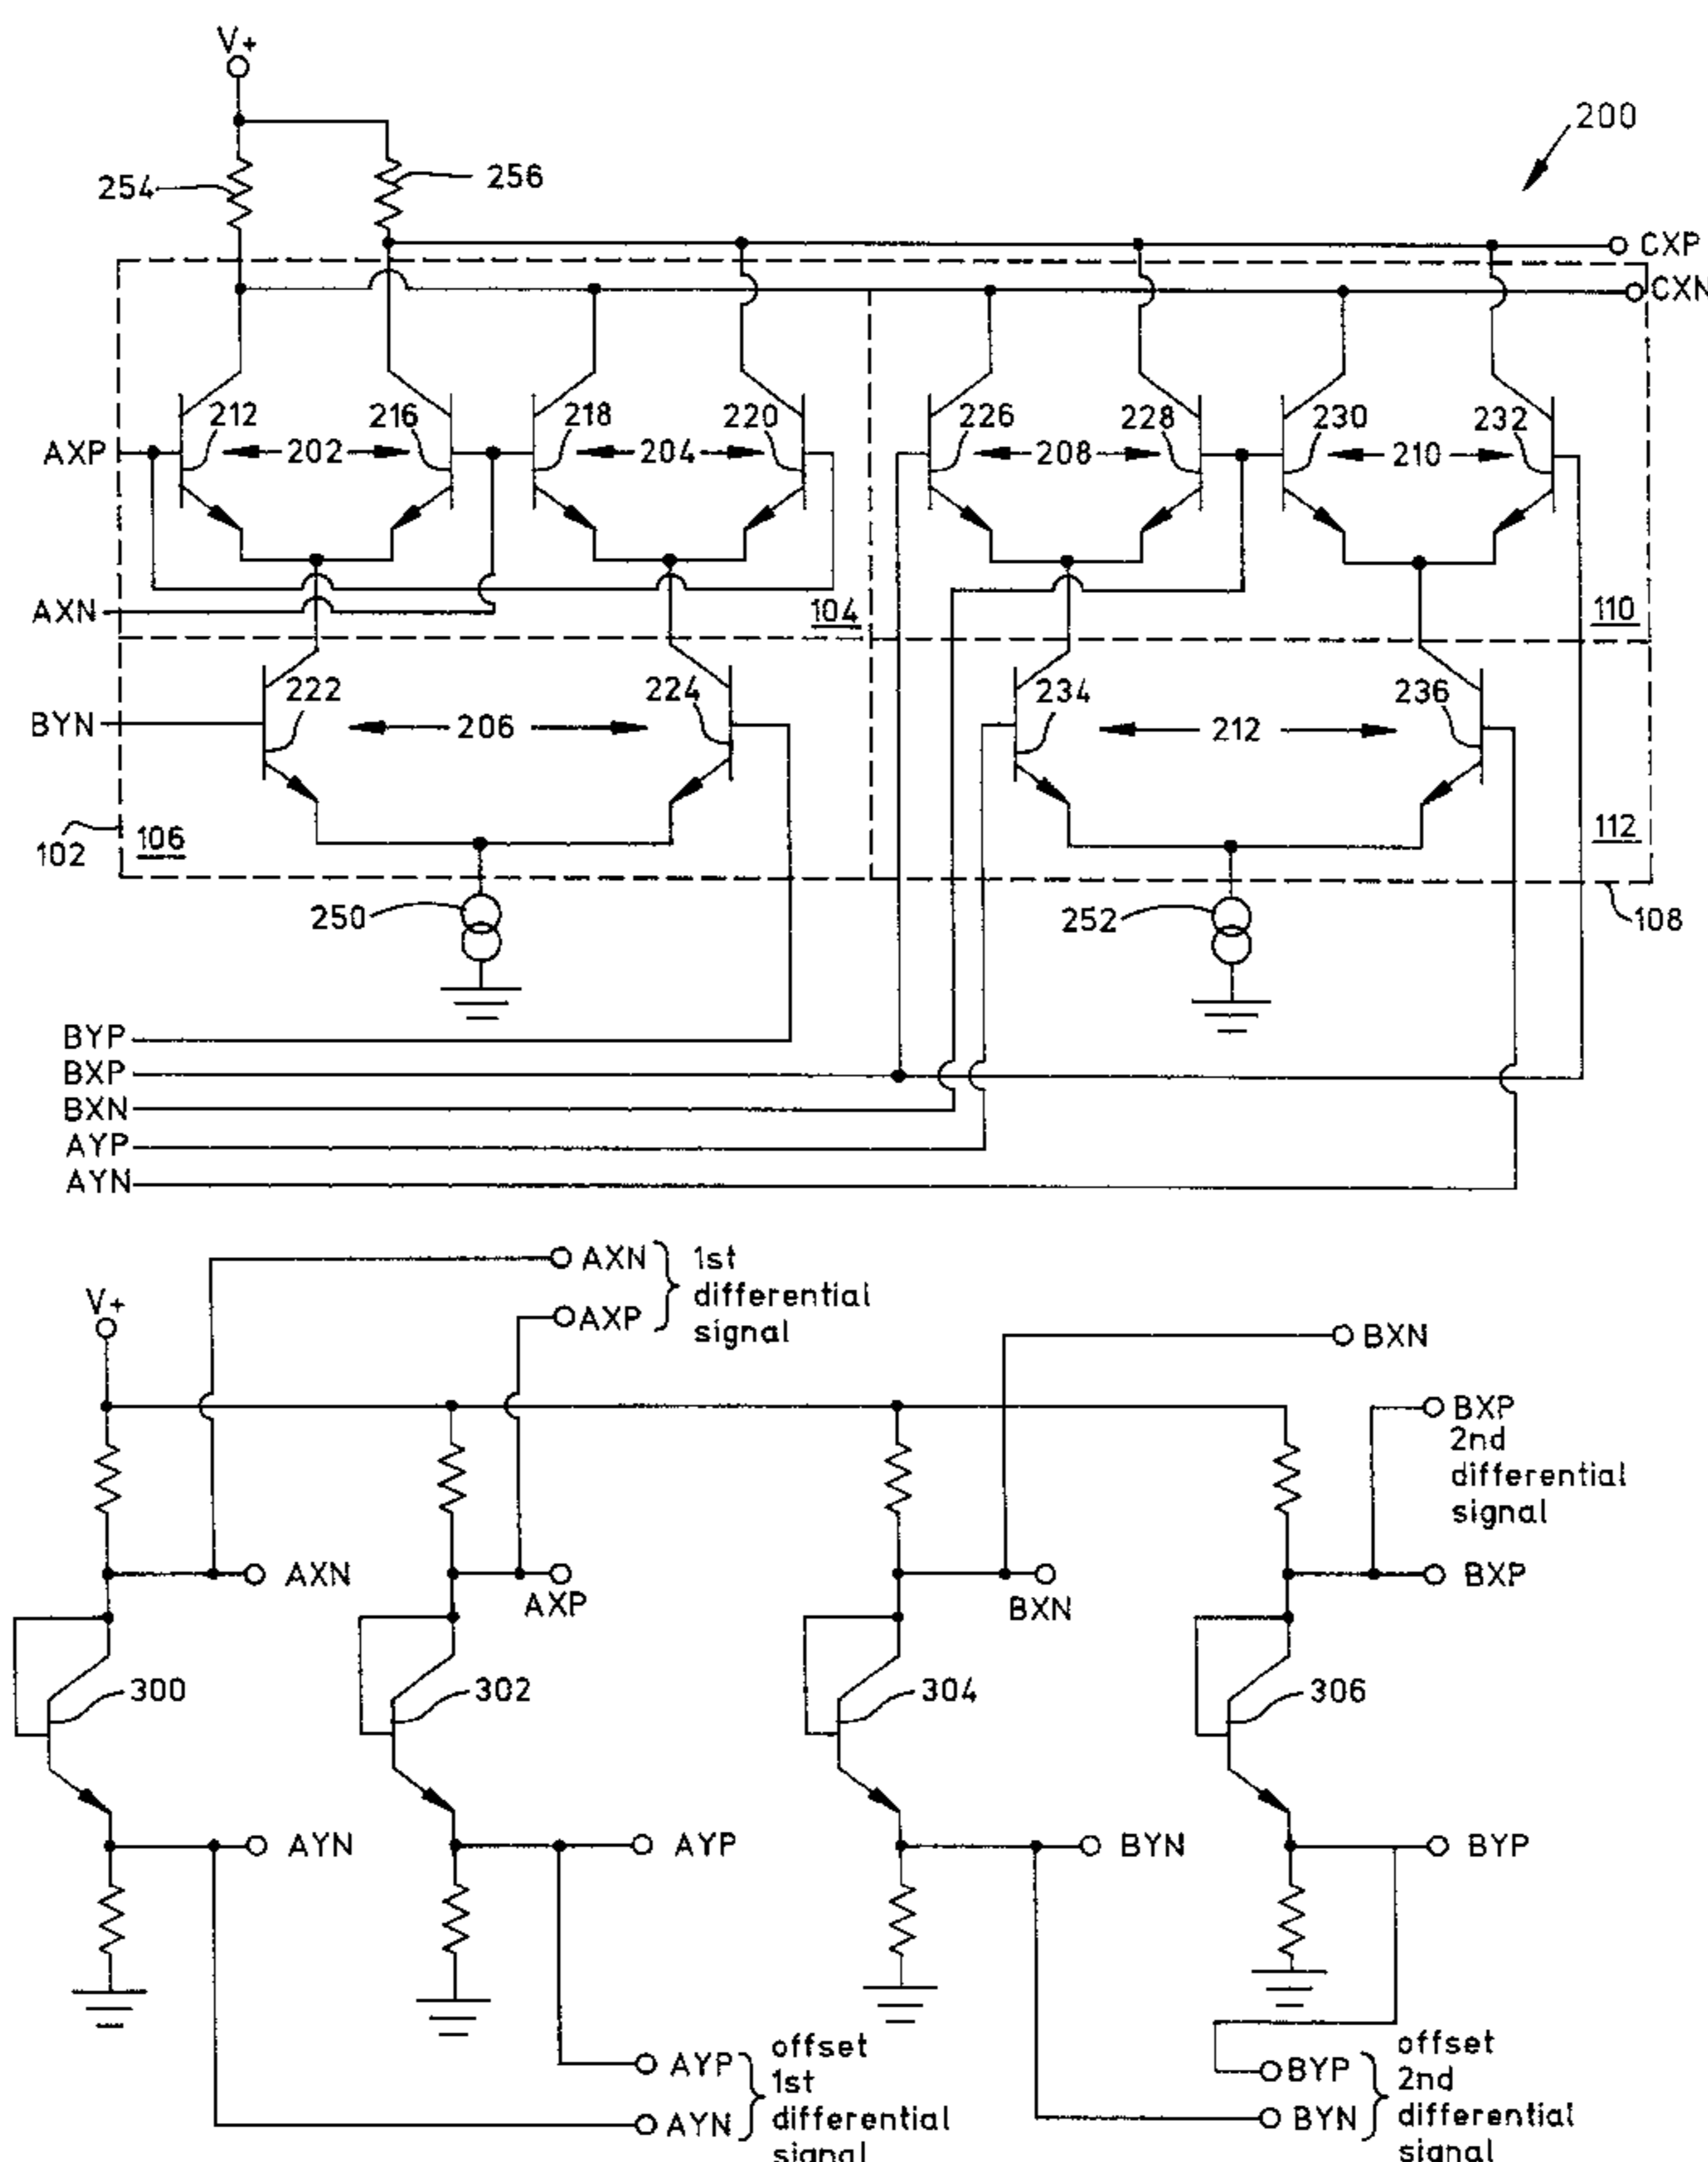 V+
200
254
256
CXP
CXN
AXP
212
202
216
218
204
220
226
208
228
230
210
232
AXN
104
110
BYN
222
206
224
234
212
236
102
106
112
250
252
108
BYP
BXP
BXN
AYP
AYN
AXN
1st
differential
signal
AXP
V+
BXN
BXP
2nd
differential
signal
AXN
AXP
BXN
BXP
300
302
304
306
AYN
AYP
BYN
BYP
AYP
AYN
offset
1st
differential
signal
BYP
BYN
offset
2nd
differential
signal